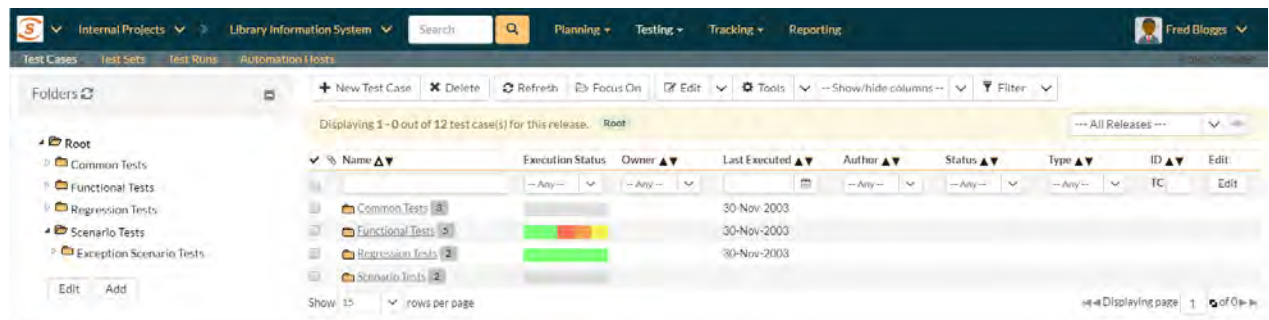 Internal Projects Library Information System Search Planning Testing Tracking Reporting Fred Bloggs
Test Cases Test Sets Test Runs Automation Hosts
Folders
New Test Case Delete Refresh Focus On Edit Tools -- Show/hide columns -- Filter
Displaying 1 - 0 out of 12 test case(s) for this release. Root --- All Releases ---
Root
Common Tests
Functional Tests
Regression Tests
Scenario Tests
Exception Scenario Tests
Edit Add
Name Execution Status Owner Last Executed Author Status Type ID Edit
-- Any -- -- Any -- -- Any -- -- Any -- -- Any -- TC Edit
Common Tests 3 30-Nov-2003
Functional Tests 5 30-Nov-2003
Regression Tests 2 30-Nov-2003
Scenario Tests 2
Show 15 rows per page Displaying page 1 of 0